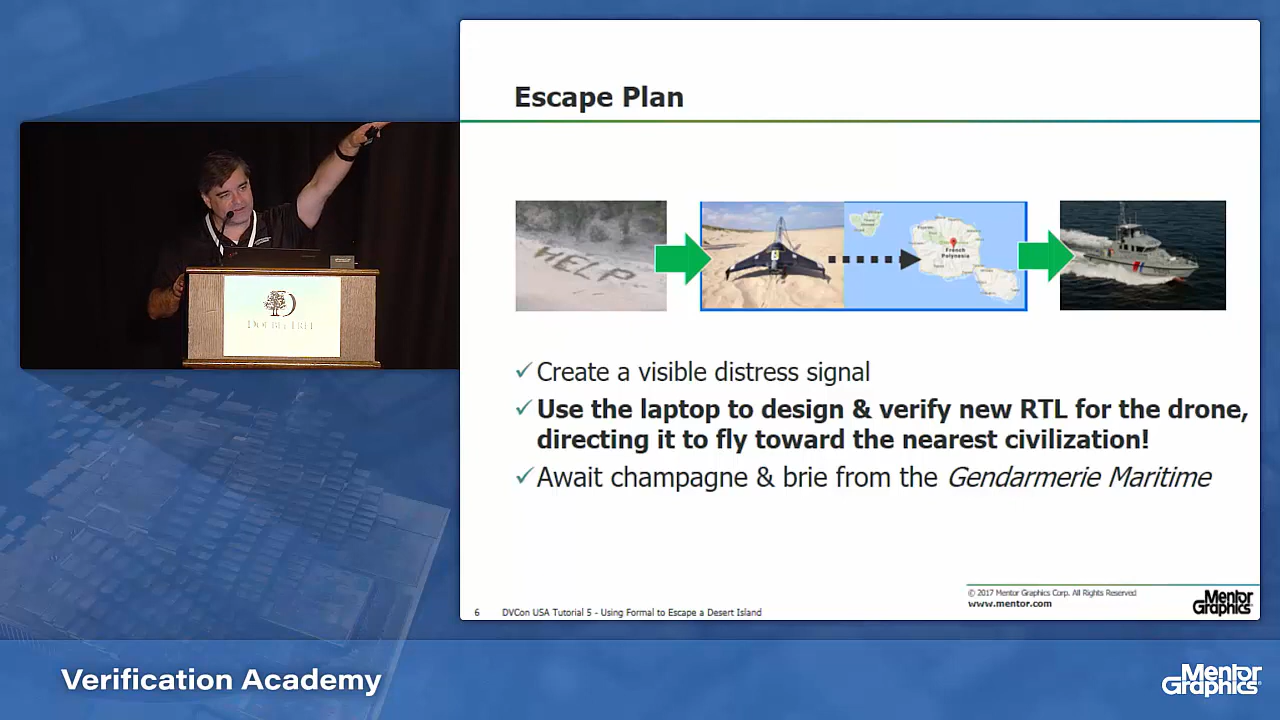 Escape Plan
HELP
French
Polynesia
DOUBLETREE
Create a visible distress signal
Use the laptop to design & verify new RTL for the drone,
directing it to fly toward the nearest civilization!
Await champagne & brie from the Gendarmerie Maritime
© 2017 Mentor Graphics Corp. All Rights Reserved
www.mentor.com
6 DVCon USA Tutorial 5 - Using Formal to Escape a Desert Island
Mentor
Graphics
Verification Academy
Mentor
Graphics